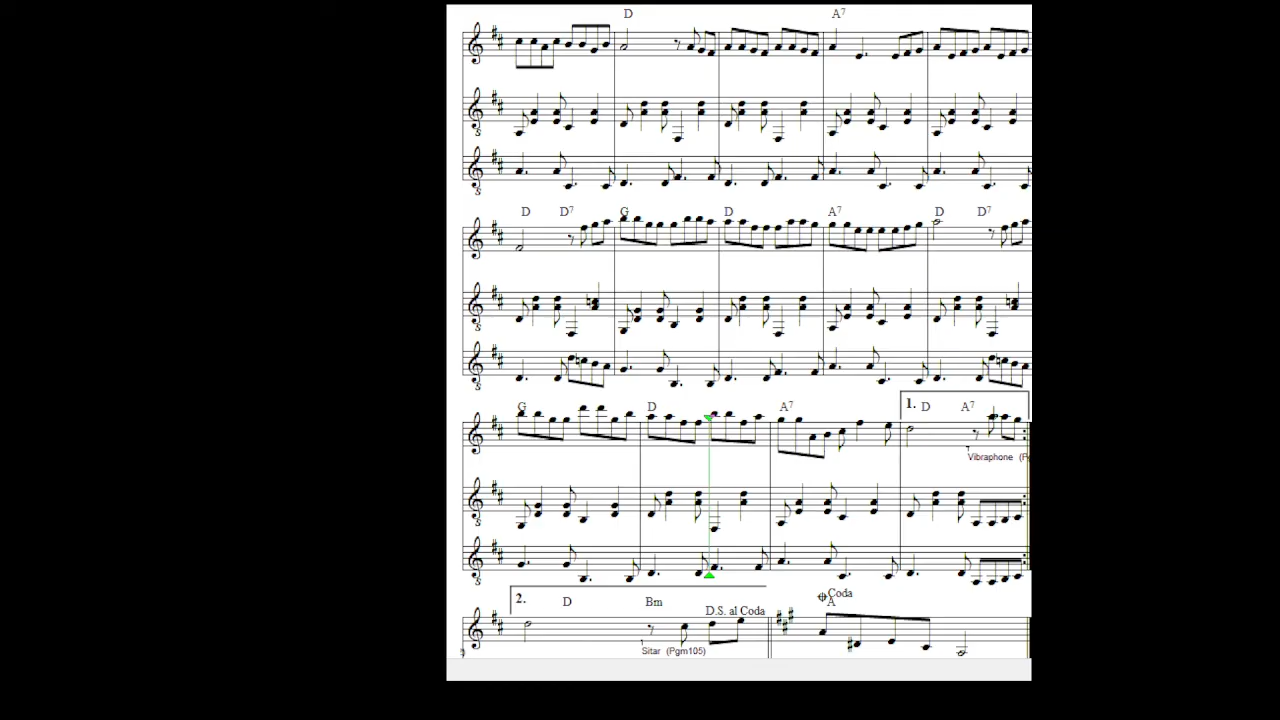 D A7
D D7 G D A7 D D7
G D A7 1. D A7
Vibraphone (P
2. D Bm D.S. al Coda Coda
A
Sitar (Pgm105)